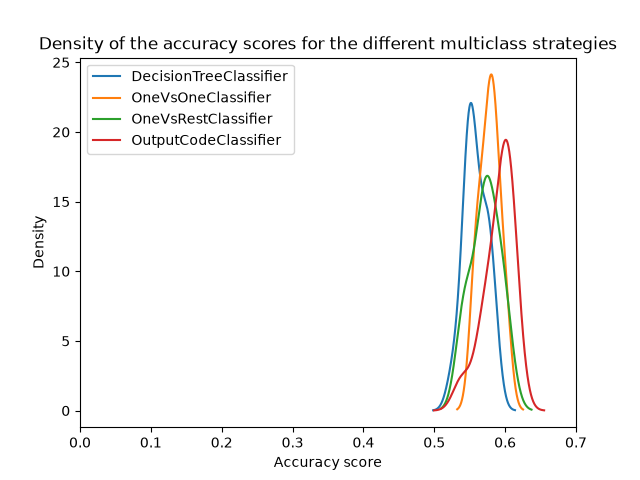 Density of the accuracy scores for the different multiclass strategies
DecisionTreeClassifier
OneVsOneClassifier
OneVsRestClassifier
OutputCodeClassifier
25
20
15
10
5
0
Density
0.0 0.1 0.2 0.3 0.4 0.5 0.6 0.7
Accuracy score